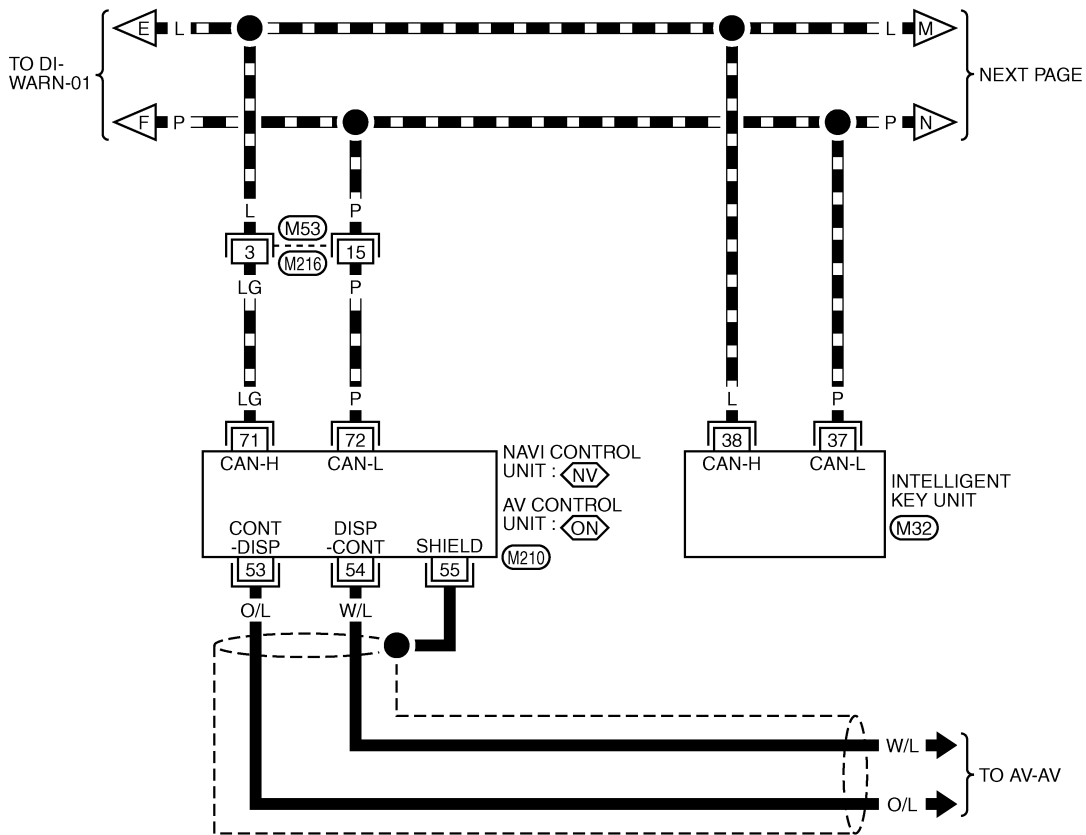 E L L M
TO DI-
WARN-01
NEXT PAGE
F P P N
L P
M53
3 15
M216
LG P
LG P L P
71 72 38 37
CAN-H CAN-L CAN-H CAN-L
NAVI CONTROL
UNIT : NV
AV CONTROL
UNIT : ON
M210
INTELLIGENT
KEY UNIT
M32
CONT
-DISP
DISP
-CONT
SHIELD
53 54 55
O/L W/L
W/L
TO AV-AV
O/L